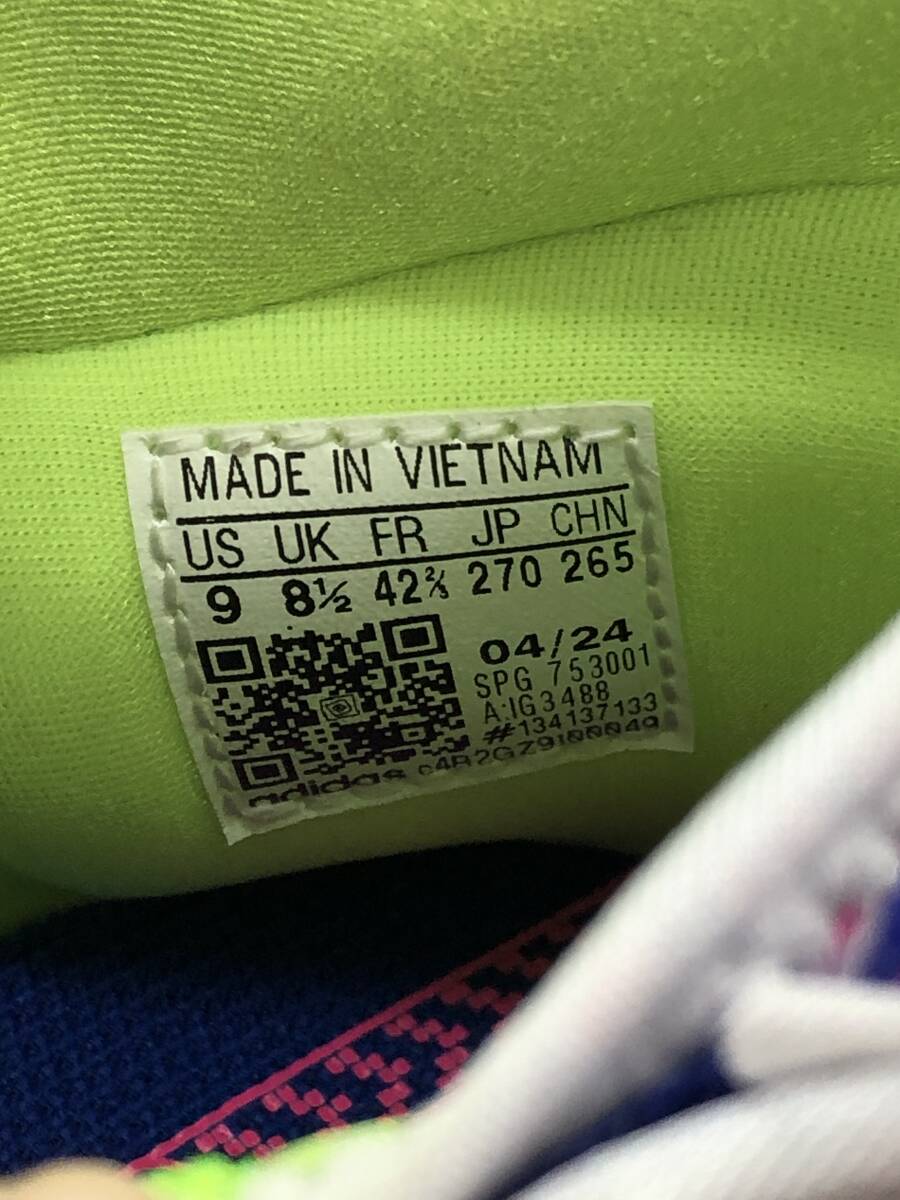 MADE IN VIETNAM
US UK FR JP CHN
9 8½ 42⅔ 270 265
04/24
SPG 753001
A:IG3488
#134137133
adidas